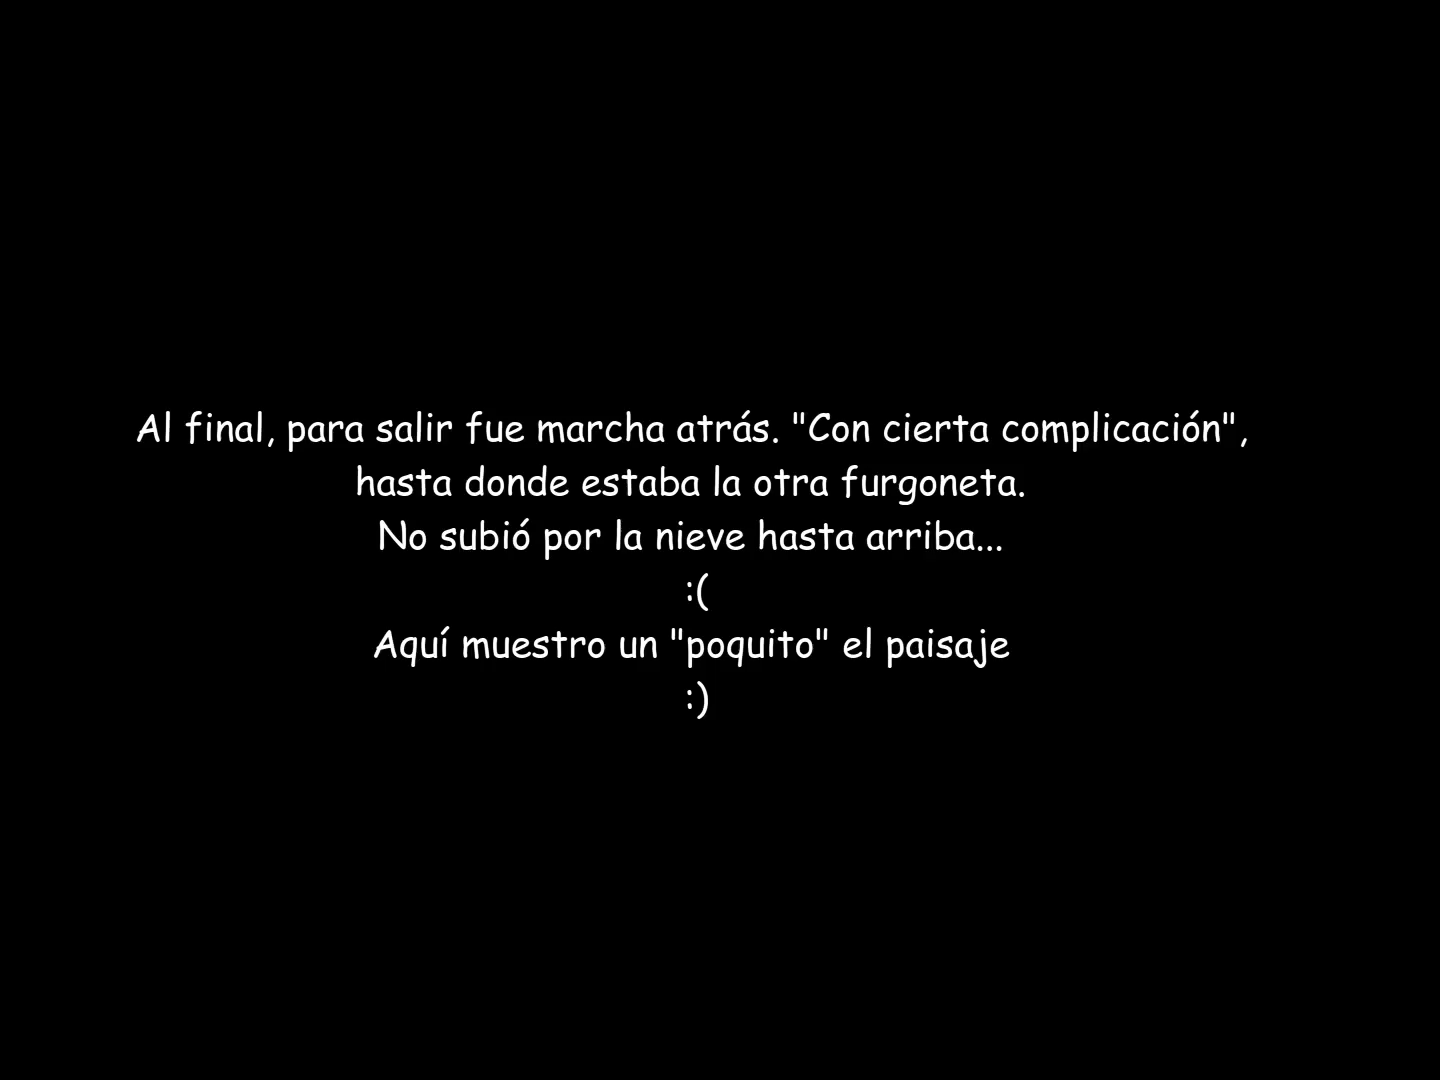 Al final, para salir fue marcha atrás. "Con cierta complicación",
hasta donde estaba la otra furgoneta.
No subió por la nieve hasta arriba...
:(
Aquí muestro un "poquito" el paisaje
:)